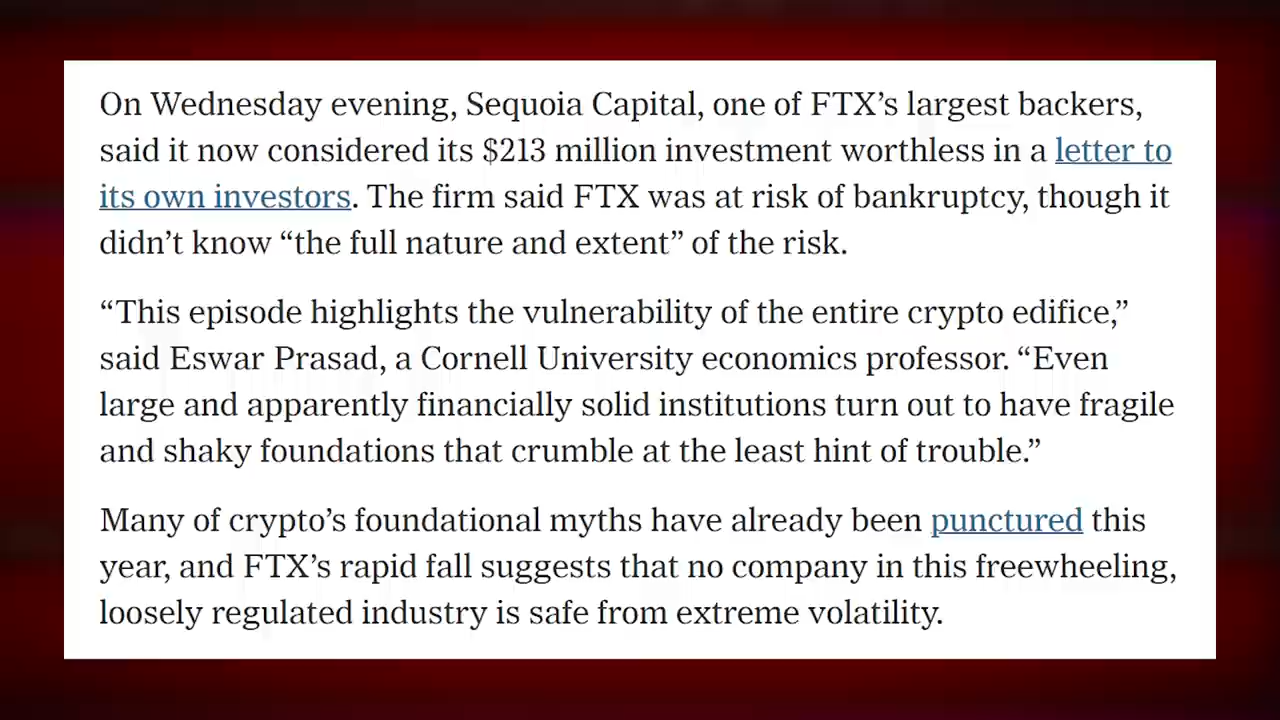 On Wednesday evening, Sequoia Capital, one of FTX’s largest backers,
said it now considered its $213 million investment worthless in a letter to
its own investors. The firm said FTX was at risk of bankruptcy, though it
didn’t know “the full nature and extent” of the risk.
“This episode highlights the vulnerability of the entire crypto edifice,”
said Eswar Prasad, a Cornell University economics professor. “Even
large and apparently financially solid institutions turn out to have fragile
and shaky foundations that crumble at the least hint of trouble.”
Many of crypto’s foundational myths have already been punctured this
year, and FTX’s rapid fall suggests that no company in this freewheeling,
loosely regulated industry is safe from extreme volatility.